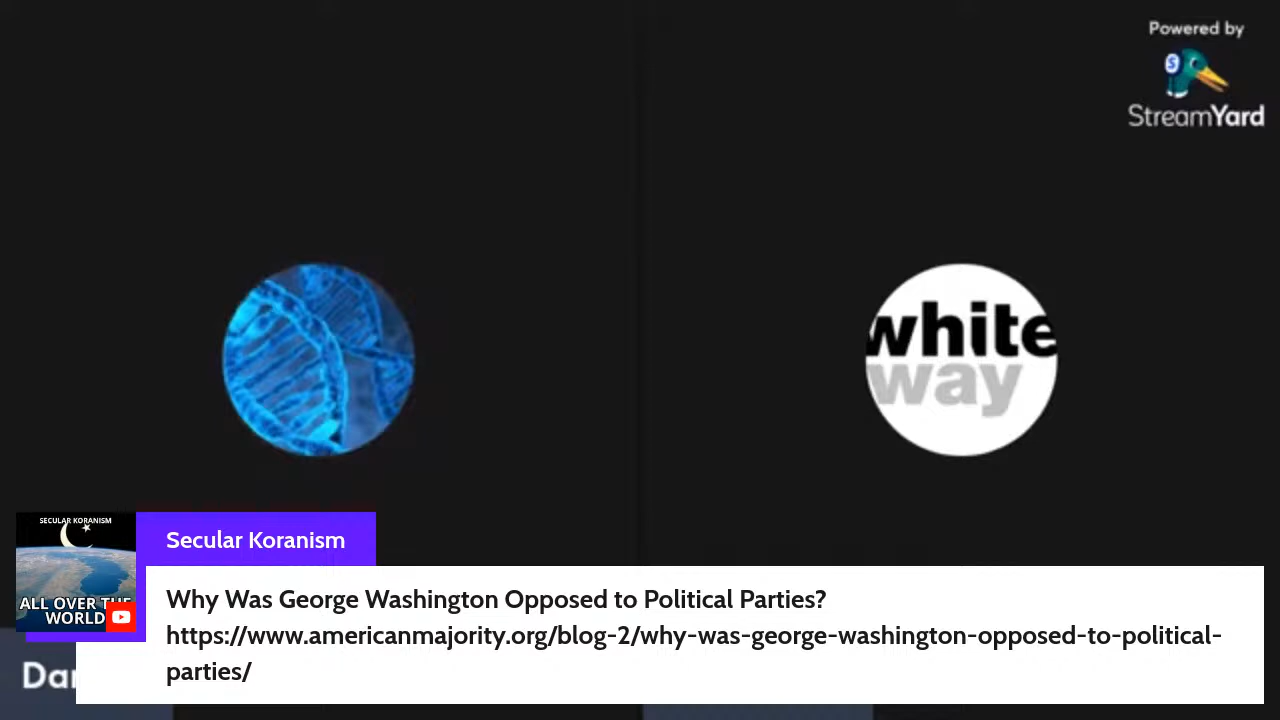 Powered by
StreamYard
white
way
SECULAR KORANISM
ALL OVER THE
WORLD
Secular Koranism
Why Was George Washington Opposed to Political Parties?
https://www.americanmajority.org/blog-2/why-was-george-washington-opposed-to-political-
parties/